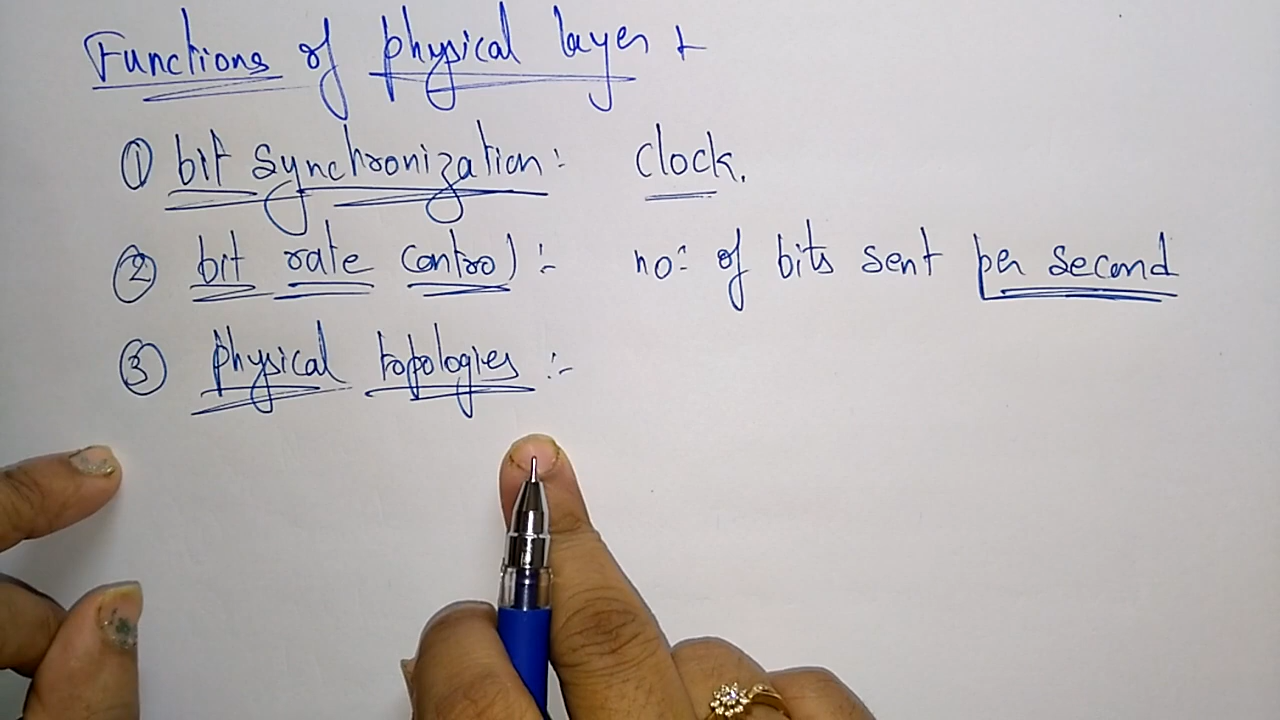 Functions of physical layer :-
① bit synchronization :- clock.
② bit rate control :- no: of bits sent per second
③ physical topologies :-